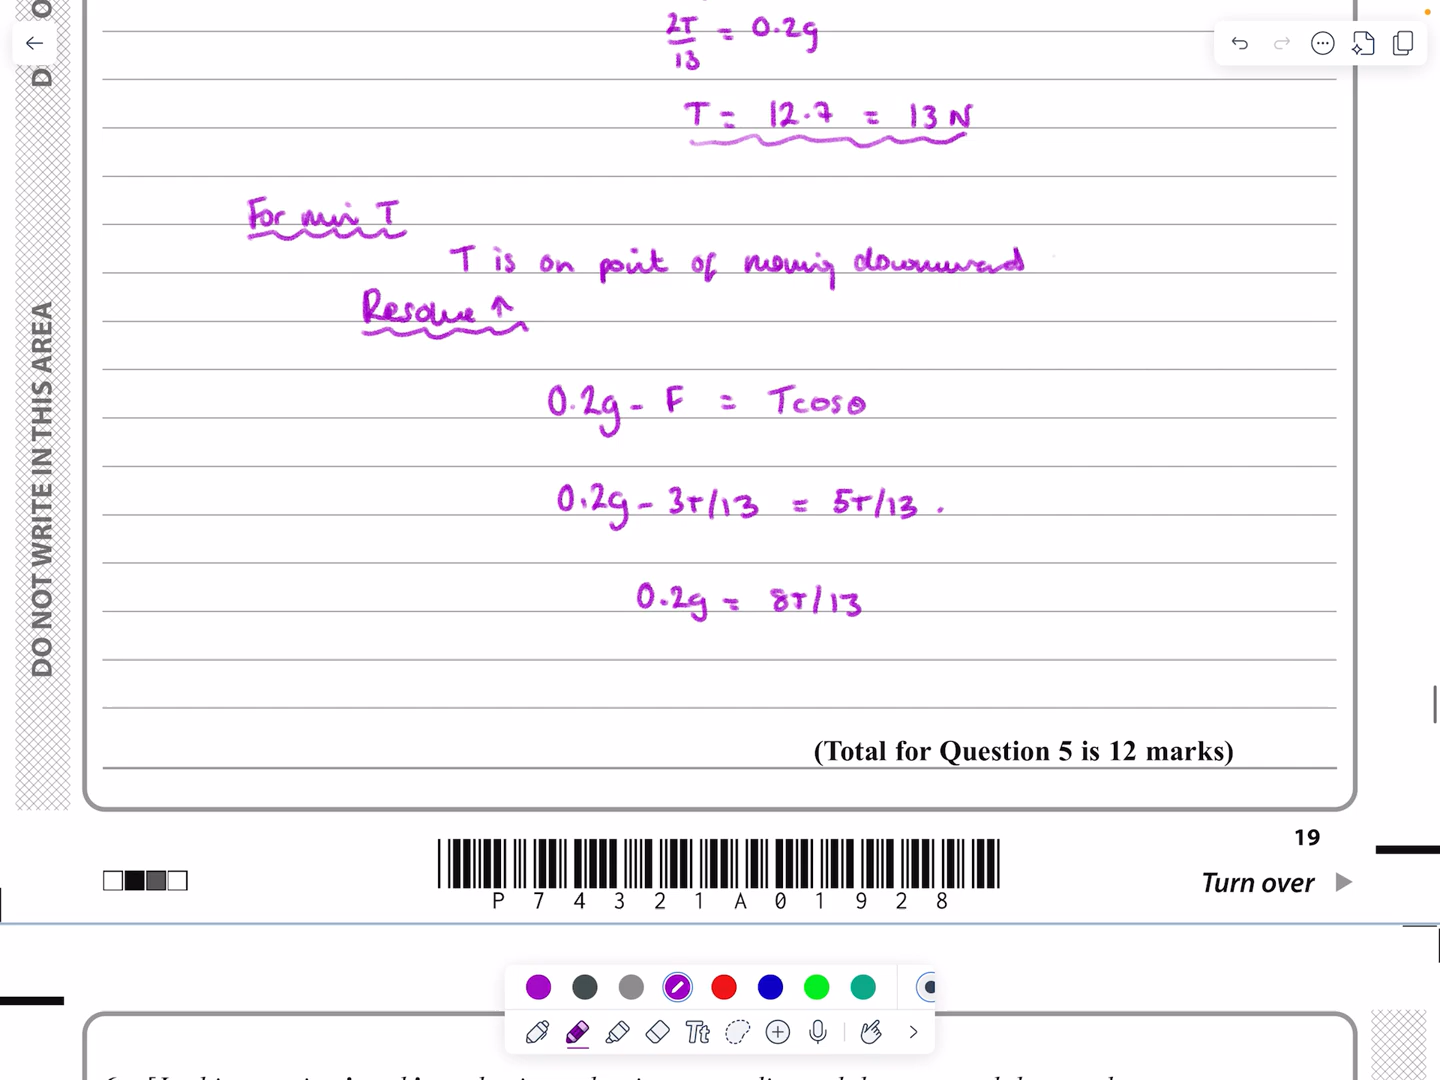 2T/13 = 0.2g
T = 12.7 = 13 N
For min T
T is on point of moving downward
Resolve ↑
0.2g - F = Tcosθ
0.2g - 3T/13 = 5T/13 .
0.2g = 8T/13
DO NOT WRITE IN THIS AREA
(Total for Question 5 is 12 marks)
19
Turn over
P 7 4 3 2 1 A 0 1 9 2 8
Tt